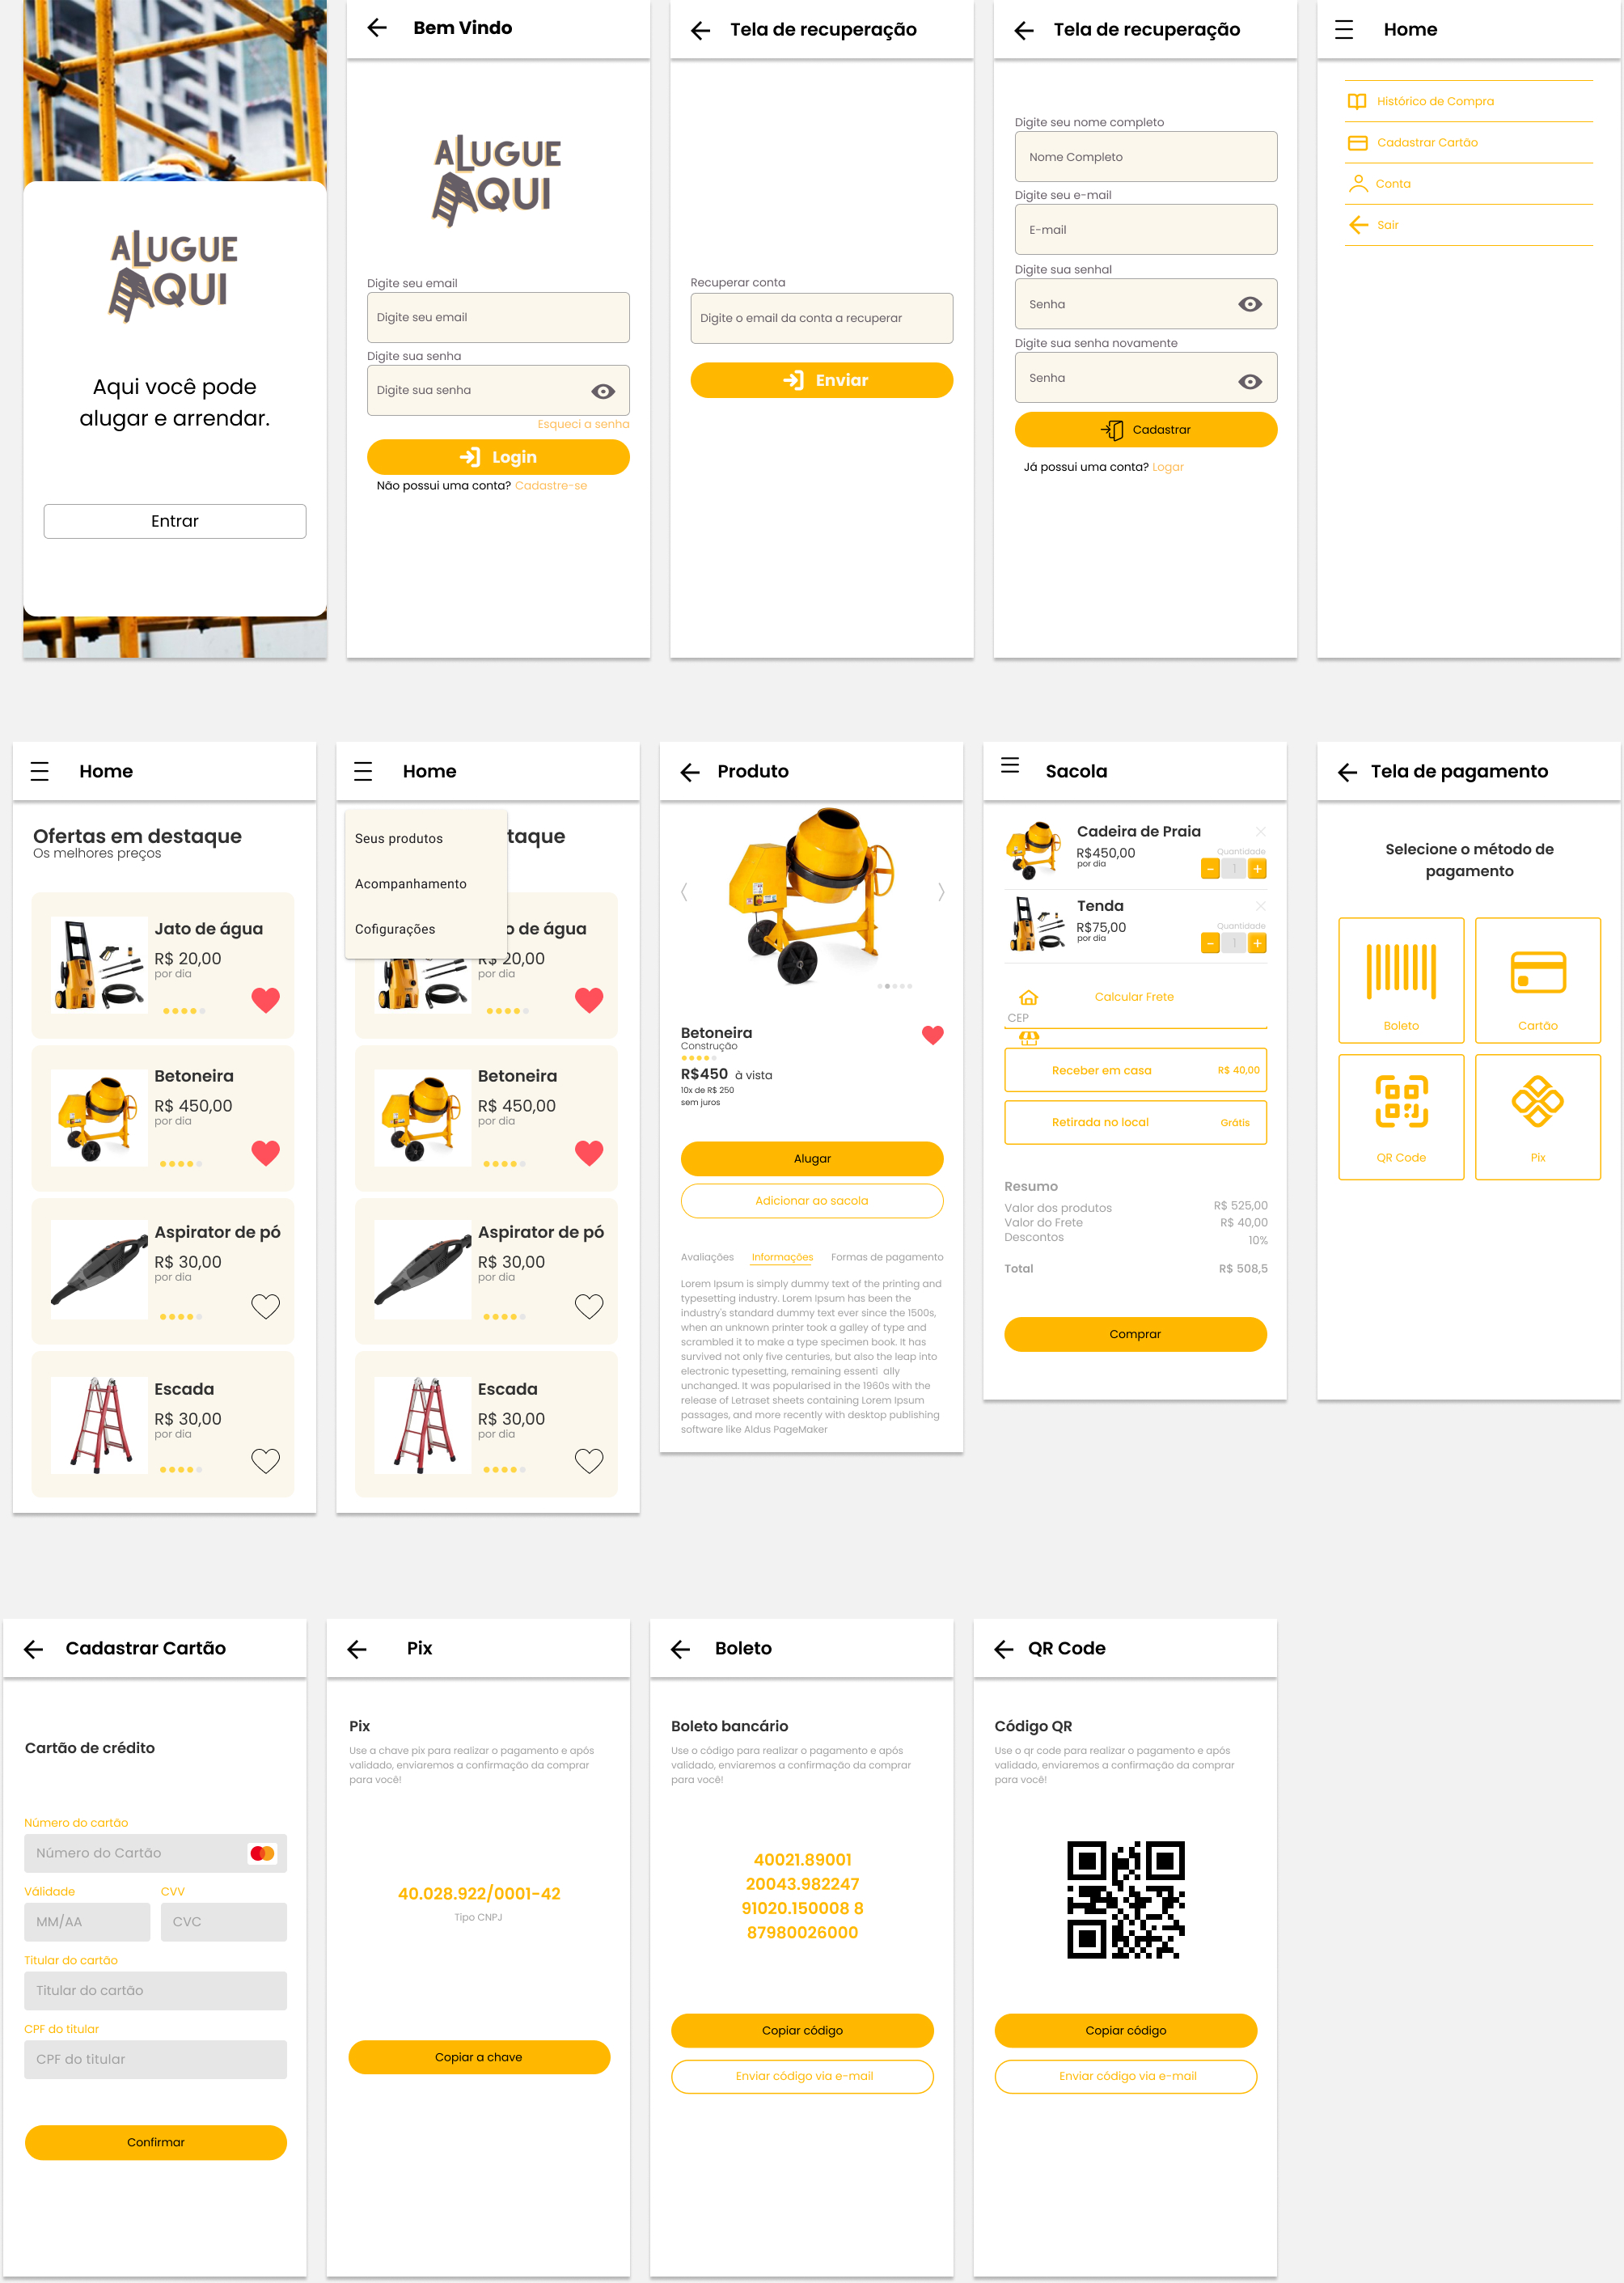 ALUGUE
AQUI
Aqui você pode
alugar e arrendar.
Entrar
Bem Vindo
ALUGUE
AQUI
Digite seu email
Digite seu email
Digite sua senha
Digite sua senha
Esqueci a senha
Login
Não possui uma conta? Cadastre-se
Tela de recuperação
Recuperar conta
Digite o email da conta a recuperar
Enviar
Tela de recuperação
Digite seu nome completo
Nome Completo
Digite seu e-mail
E-mail
Digite sua senhal
Senha
Digite sua senha novamente
Senha
Cadastrar
Já possui uma conta? Logar
Home
Histórico de Compra
Cadastrar Cartão
Conta
Sair
Home
Ofertas em destaque
Os melhores preços
Jato de água
R$ 20,00
por dia
Betoneira
R$ 450,00
por dia
Aspirator de pó
R$ 30,00
por dia
Escada
R$ 30,00
por dia
Home
taque
Seus produtos
Acompanhamento
Cofigurações
o de água
R$ 20,00
por dia
Betoneira
R$ 450,00
por dia
Aspirator de pó
R$ 30,00
por dia
Escada
R$ 30,00
por dia
Produto
Betoneira
Construção
R$450 à vista
10x de R$ 250
sem juros
Alugar
Adicionar ao sacola
Avaliações Informações Formas de pagamento
Lorem Ipsum is simply dummy text of the printing and
typesetting industry. Lorem Ipsum has been the
industry's standard dummy text ever since the 1500s,
when an unknown printer took a galley of type and
scrambled it to make a type specimen book. It has
survived not only five centuries, but also the leap into
electronic typesetting, remaining essenti ally
unchanged. It was popularised in the 1960s with the
release of Letraset sheets containing Lorem Ipsum
passages, and more recently with desktop publishing
software like Aldus PageMaker
Sacola
Cadeira de Praia
R$450,00
por dia
Quantidade
- 1 +
Tenda
R$75,00
por dia
Quantidade
- 1 +
Calcular Frete
CEP
Receber em casa R$ 40,00
Retirada no local Grátis
Resumo
Valor dos produtos R$ 525,00
Valor do Frete R$ 40,00
Descontos 10%
Total R$ 508,5
Comprar
Tela de pagamento
Selecione o método de
pagamento
Boleto
Cartão
QR Code
Pix
Cadastrar Cartão
Cartão de crédito
Número do cartão
Número do Cartão
Válidade CVV
MM/AA CVC
Titular do cartão
Titular do cartão
CPF do titular
CPF do titular
Confirmar
Pix
Pix
Use a chave pix para realizar o pagamento e após
validado, enviaremos a confirmação da comprar
para você!
40.028.922/0001-42
Tipo CNPJ
Copiar a chave
Boleto
Boleto bancário
Use o código para realizar o pagamento e após
validado, enviaremos a confirmação da comprar
para você!
40021.89001
20043.982247
91020.150008 8
87980026000
Copiar código
Enviar código via e-mail
QR Code
Código QR
Use o qr code para realizar o pagamento e após
validado, enviaremos a confirmação da comprar
para você!
Copiar código
Enviar código via e-mail